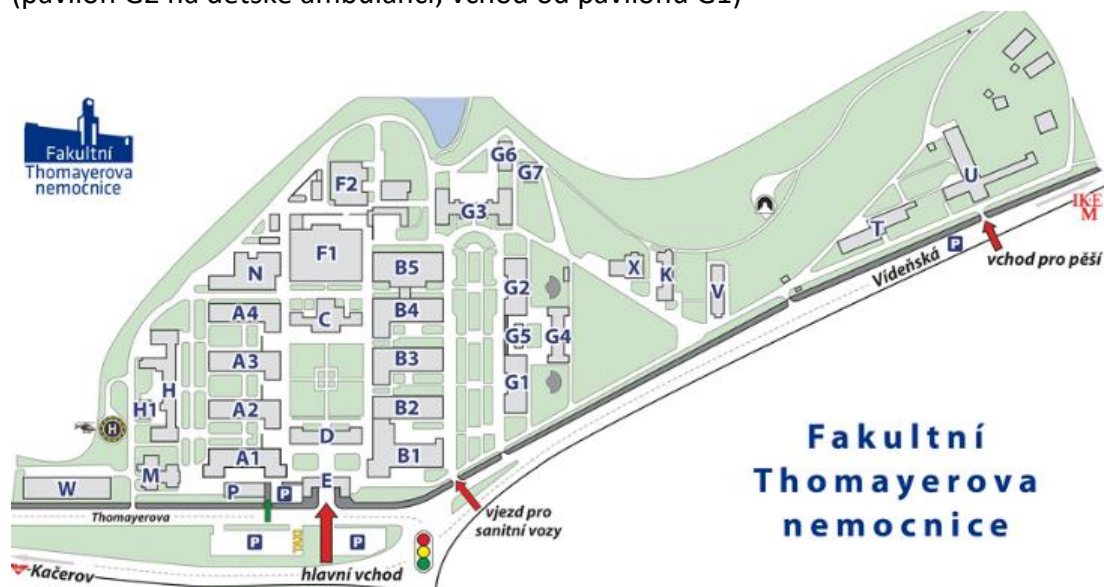 (pavilon G2 na dětské ambulanci, vchod od pavilonu G1)
Fakultní
Thomayerova
nemocnice
G6
G7
F2
G3
U
IKEM
T
P
vchod pro pěší
Vídeňská
F1
N
B5
X
K
V
G2
A4
C
B4
G5
G4
H
A3
B3
G1
H1
A2
B2
H
D
A1
B1
M
E
W
P
P
Thomayerova
vjezd pro
sanitní vozy
P
TAXI
P
Kačerov
hlavní vchod
Fakultní
Thomayerova
nemocnice